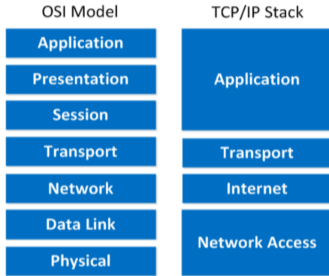 OSI Model
Application
Presentation
Session
Transport
Network
Data Link
Physical
TCP/IP Stack
Application
Transport
Internet
Network Access